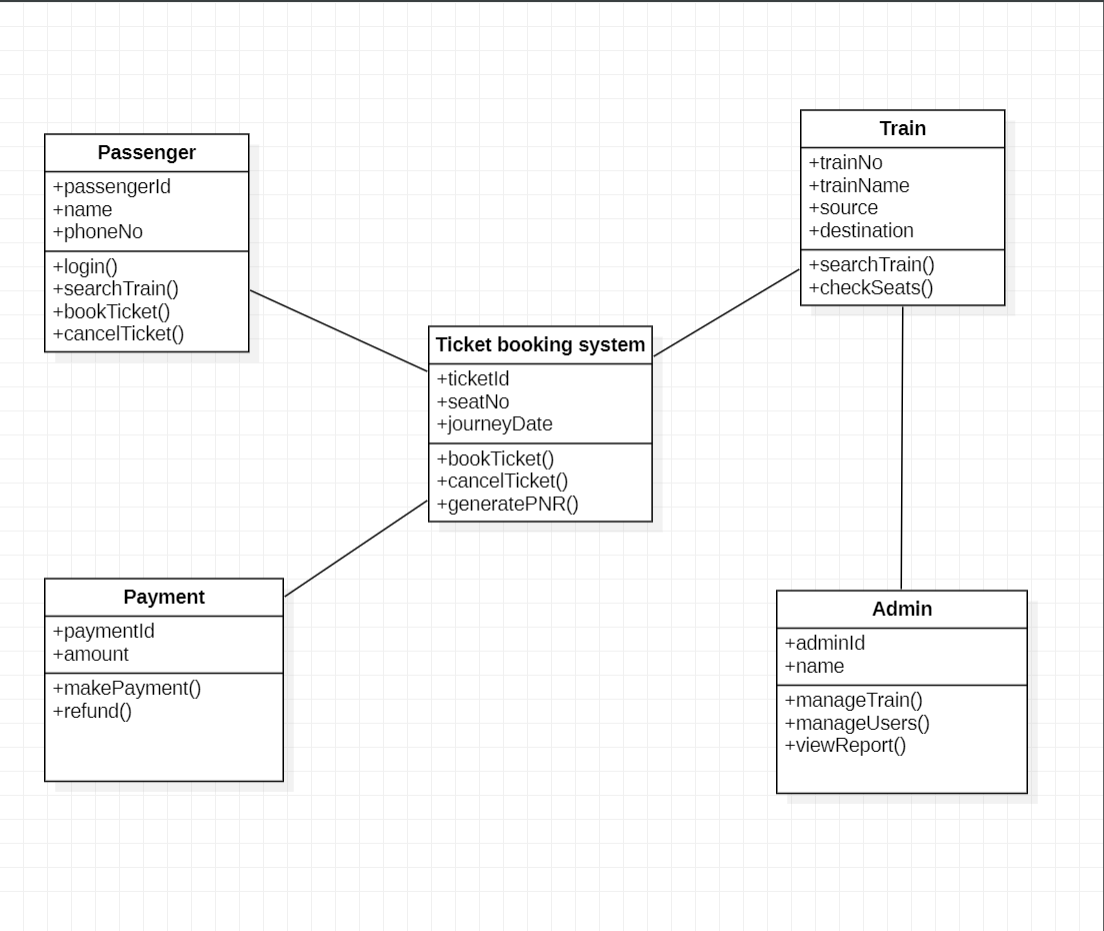 Passenger
+passengerId
+name
+phoneNo
+login()
+searchTrain()
+bookTicket()
+cancelTicket()
Train
+trainNo
+trainName
+source
+destination
+searchTrain()
+checkSeats()
Ticket booking system
+ticketId
+seatNo
+journeyDate
+bookTicket()
+cancelTicket()
+generatePNR()
Payment
+paymentId
+amount
+makePayment()
+refund()
Admin
+adminId
+name
+manageTrain()
+manageUsers()
+viewReport()